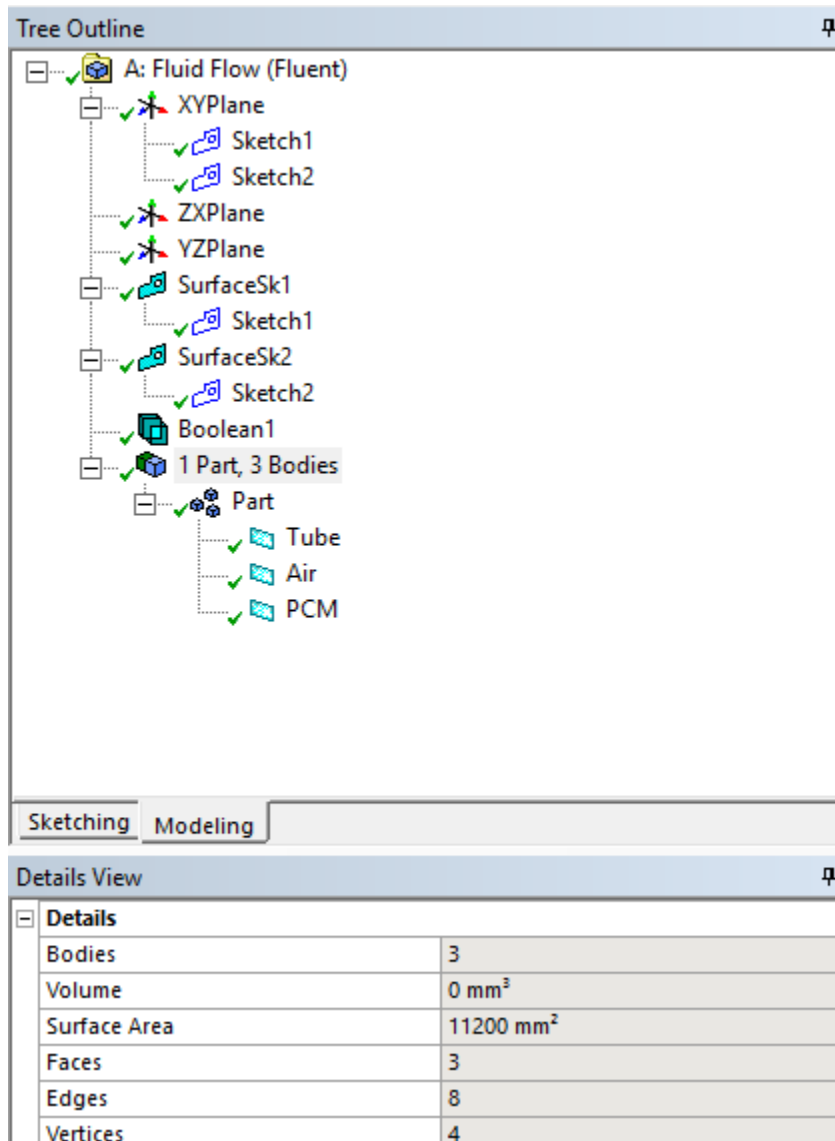 Tree Outline
A: Fluid Flow (Fluent)
XYPlane
Sketch1
Sketch2
ZXPlane
YZPlane
SurfaceSk1
Sketch1
SurfaceSk2
Sketch2
Boolean1
1 Part, 3 Bodies
Part
Tube
Air
PCM
Sketching Modeling
Details View
Details
Bodies 3
Volume 0 mm³
Surface Area 11200 mm²
Faces 3
Edges 8
Vertices 4